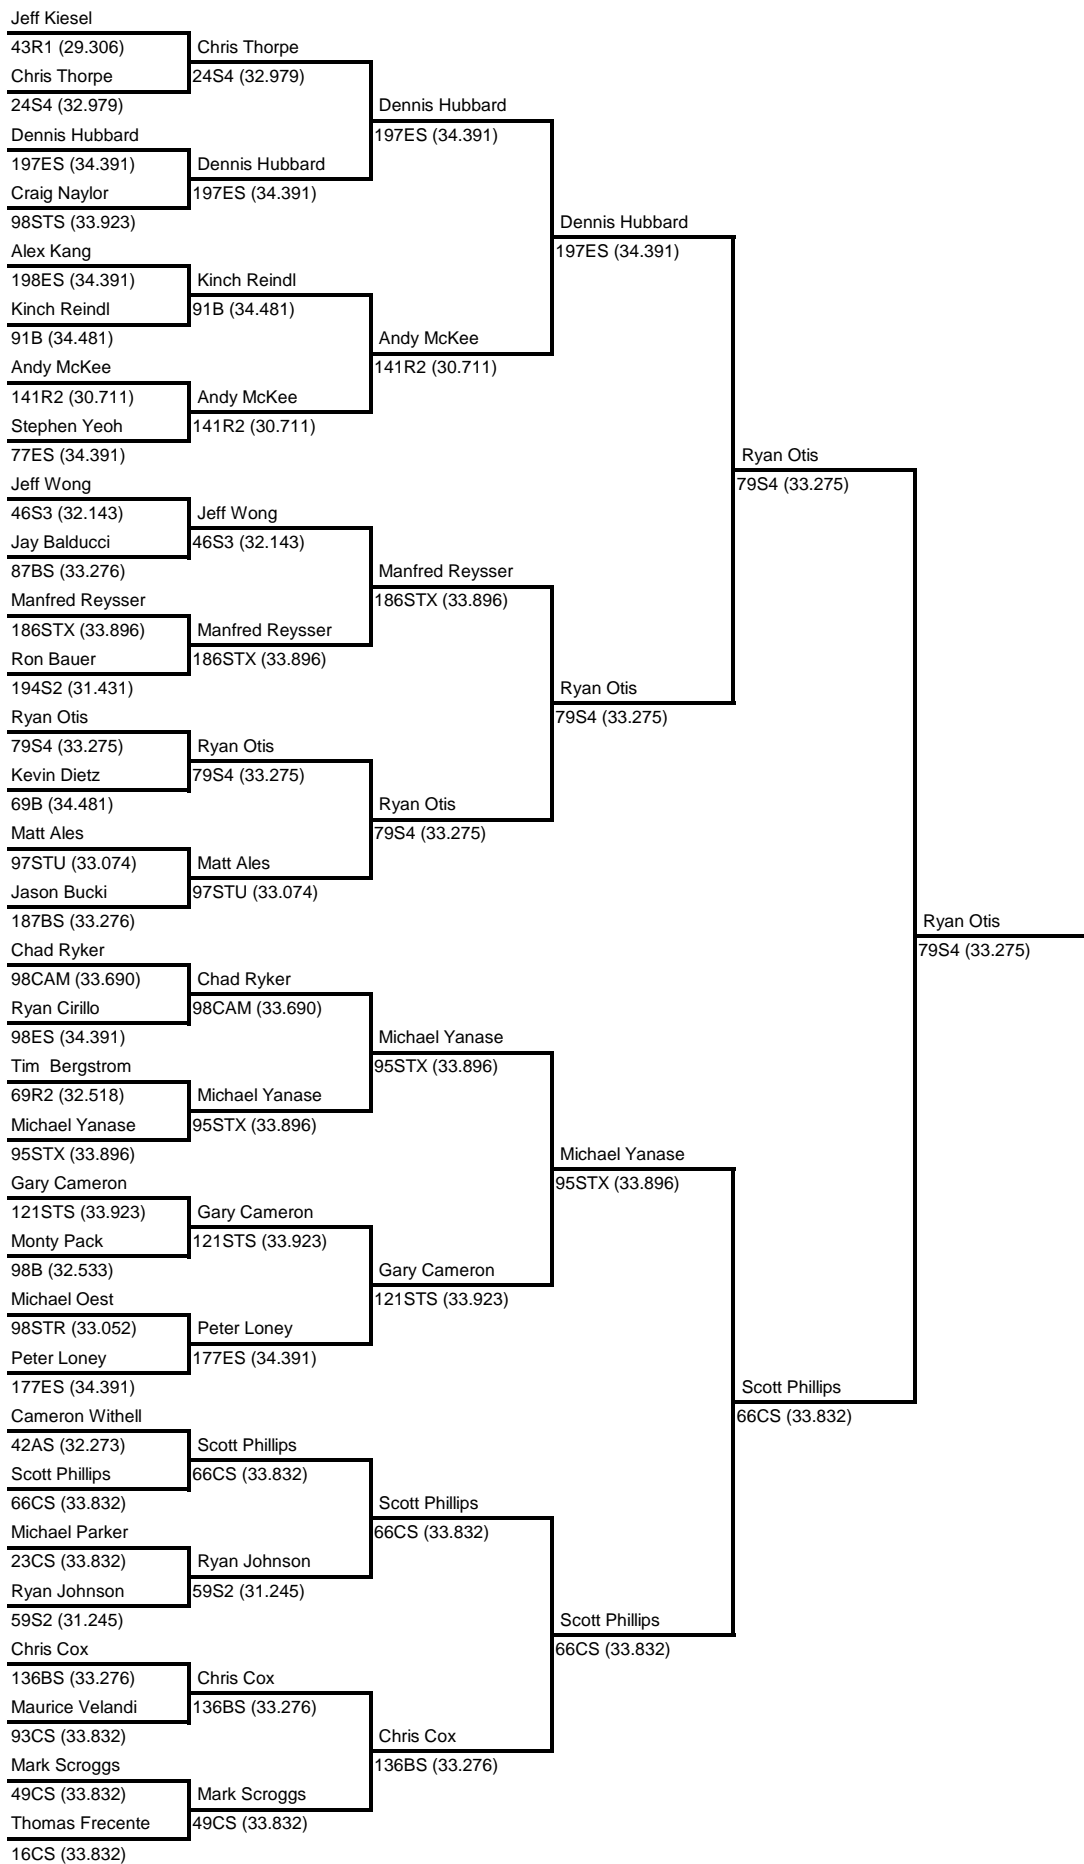 Jeff Kiesel
43R1 (29.306)
Chris Thorpe
24S4 (32.979)
Dennis Hubbard
197ES (34.391)
Craig Naylor
98STS (33.923)
Alex Kang
198ES (34.391)
Kinch Reindl
91B (34.481)
Andy McKee
141R2 (30.711)
Stephen Yeoh
77ES (34.391)
Jeff Wong
46S3 (32.143)
Jay Balducci
87BS (33.276)
Manfred Reysser
186STX (33.896)
Ron Bauer
194S2 (31.431)
Ryan Otis
79S4 (33.275)
Kevin Dietz
69B (34.481)
Matt Ales
97STU (33.074)
Jason Bucki
187BS (33.276)
Chad Ryker
98CAM (33.690)
Ryan Cirillo
98ES (34.391)
Tim  Bergstrom
69R2 (32.518)
Michael Yanase
95STX (33.896)
Gary Cameron
121STS (33.923)
Monty Pack
98B (32.533)
Michael Oest
98STR (33.052)
Peter Loney
177ES (34.391)
Cameron Withell
42AS (32.273)
Scott Phillips
66CS (33.832)
Michael Parker
23CS (33.832)
Ryan Johnson
59S2 (31.245)
Chris Cox
136BS (33.276)
Maurice Velandi
93CS (33.832)
Mark Scroggs
49CS (33.832)
Thomas Frecente
16CS (33.832)
Chris Thorpe
24S4 (32.979)
Dennis Hubbard
197ES (34.391)
Kinch Reindl
91B (34.481)
Andy McKee
141R2 (30.711)
Jeff Wong
46S3 (32.143)
Manfred Reysser
186STX (33.896)
Ryan Otis
79S4 (33.275)
Matt Ales
97STU (33.074)
Chad Ryker
98CAM (33.690)
Michael Yanase
95STX (33.896)
Gary Cameron
121STS (33.923)
Peter Loney
177ES (34.391)
Scott Phillips
66CS (33.832)
Ryan Johnson
59S2 (31.245)
Chris Cox
136BS (33.276)
Mark Scroggs
49CS (33.832)
Dennis Hubbard
197ES (34.391)
Andy McKee
141R2 (30.711)
Manfred Reysser
186STX (33.896)
Ryan Otis
79S4 (33.275)
Michael Yanase
95STX (33.896)
Gary Cameron
121STS (33.923)
Scott Phillips
66CS (33.832)
Chris Cox
136BS (33.276)
Dennis Hubbard
197ES (34.391)
Ryan Otis
79S4 (33.275)
Michael Yanase
95STX (33.896)
Scott Phillips
66CS (33.832)
Ryan Otis
79S4 (33.275)
Scott Phillips
66CS (33.832)
Ryan Otis
79S4 (33.275)